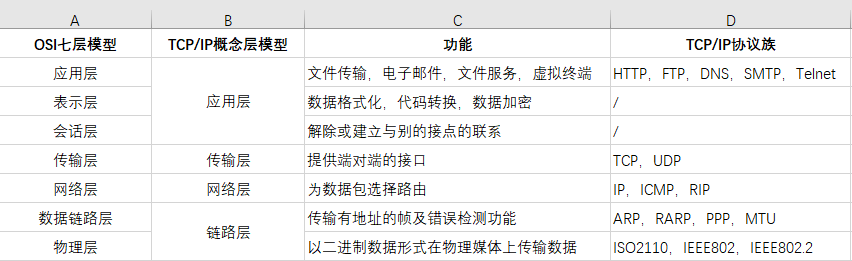 A B C D
OSI七层模型 TCP/IP概念层模型 功能 TCP/IP协议族
应用层 应用层 文件传输，电子邮件，文件服务，虚拟终端 HTTP，FTP，DNS，SMTP，Telnet
表示层 数据格式化，代码转换，数据加密 /
会话层 解除或建立与别的接点的联系 /
传输层 传输层 提供端对端的接口 TCP，UDP
网络层 网络层 为数据包选择路由 IP，ICMP，RIP
数据链路层 链路层 传输有地址的帧及错误检测功能 ARP，RARP，PPP，MTU
物理层 以二进制数据形式在物理媒体上传输数据 ISO2110，IEEE802，IEEE802.2